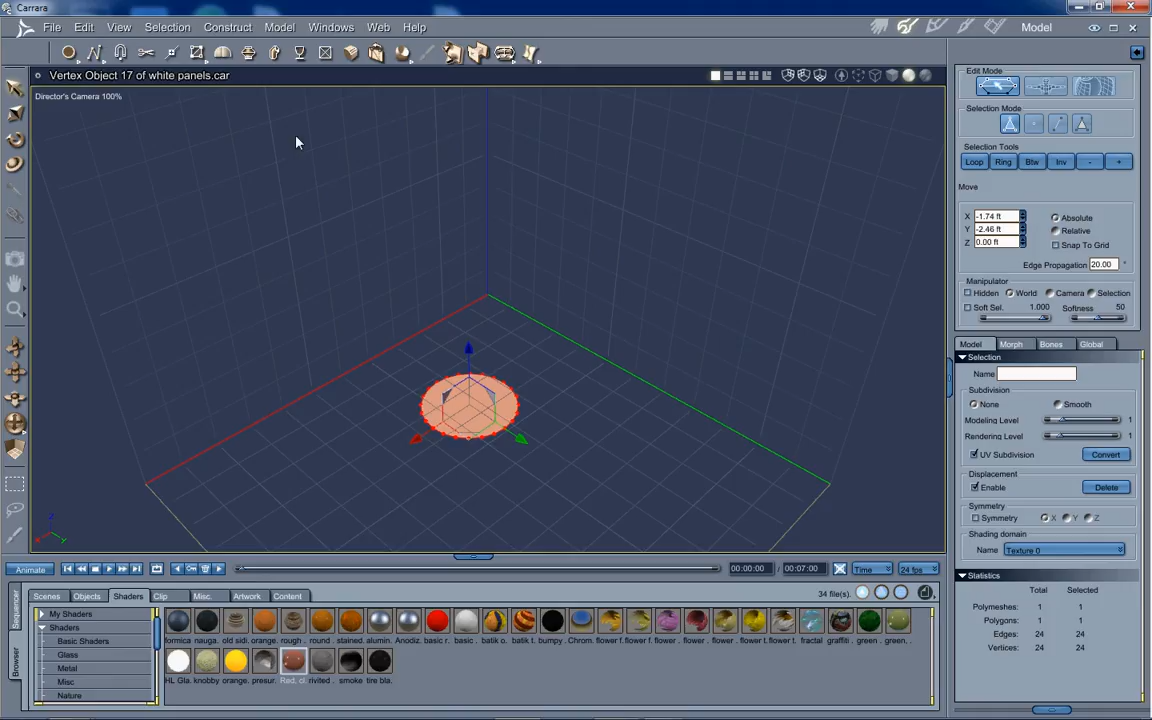 Carrara
File Edit View Selection Construct Model Windows Web Help
Model
Vertex Object 17 of white panels.car
Director's Camera 100%
Edit Mode
Selection Mode
Selection Tools
Loop Ring Btw Inv - +
Move
X -1.74 ft Absolute
Y -2.46 ft Relative
Z 0.00 ft Snap To Grid
Edge Propagation 20.00 °
Manipulator
Hidden World Camera Selection
Soft Sel. 1.000 Softness 50
Model Morph Bones Global
Selection
Name
Subdivision
None Smooth
Modeling Level 1
Rendering Level 1
UV Subdivision Convert
Displacement
Enable Delete
Symmetry
Symmetry X Y Z
Shading domain
Name Texture 0
Statistics
Total Selected
Polymeshes: 1 1
Polygons: 1 1
Edges: 24 24
Vertices: 24 24
Animate 00:00:00 / 00:07:00 Time 24 fps
Sequencer
Browser
Scenes Objects Shaders Clip Misc. Artwork Content 34 file(s).
My Shaders
Shaders
Basic Shaders
Glass
Metal
Misc
Nature
formica nauga. old sidi. orange. rough . round . stained. alumin. Anodiz. basic r. basic . batik o. batik t. bumpy . Chrom. flower f. flower f. flower f. flower f. flower t. fractal graffiti . green . green,
HL Gla. knobby orange. presur. Red, cl. rivited . smoke tire bla.